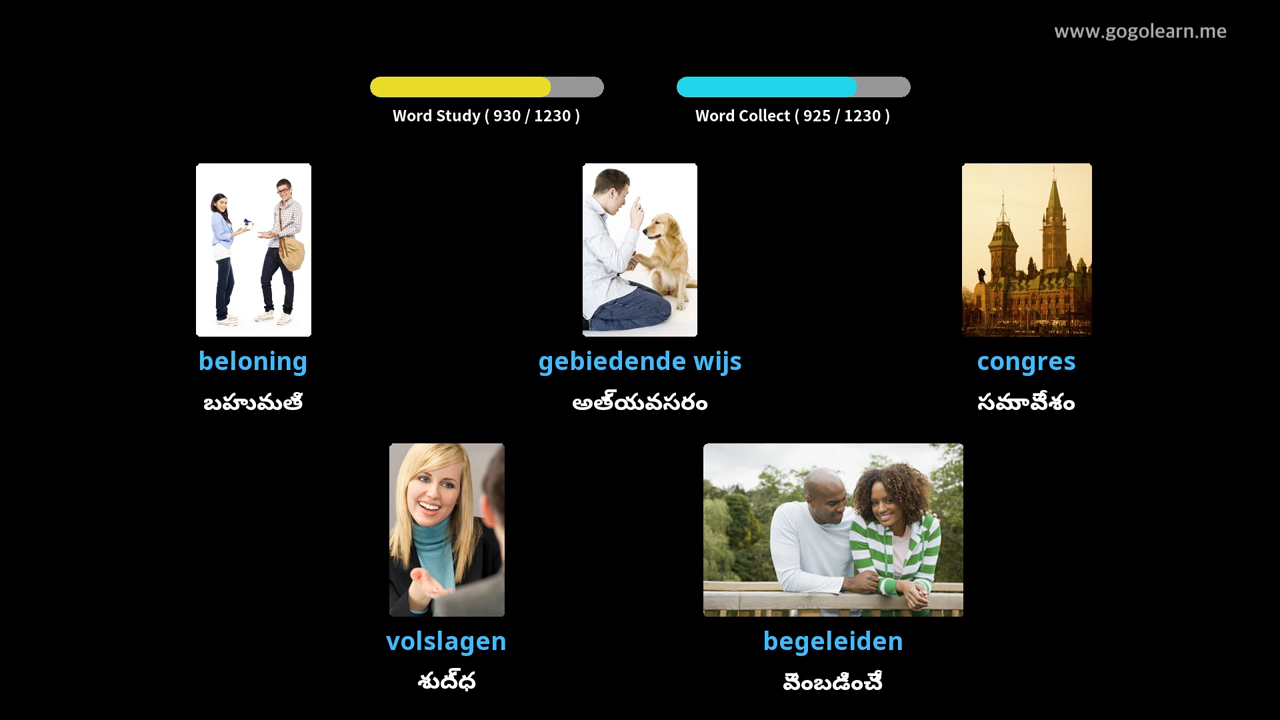 www.gogolearn.me
Word Study ( 930 / 1230 )
Word Collect ( 925 / 1230 )
beloning
gebiedende wijs
congres
బహుమతి
అత్యవసరం
సమావేశం
volslagen
begeleiden
శుద్ధ
వెంబడించే